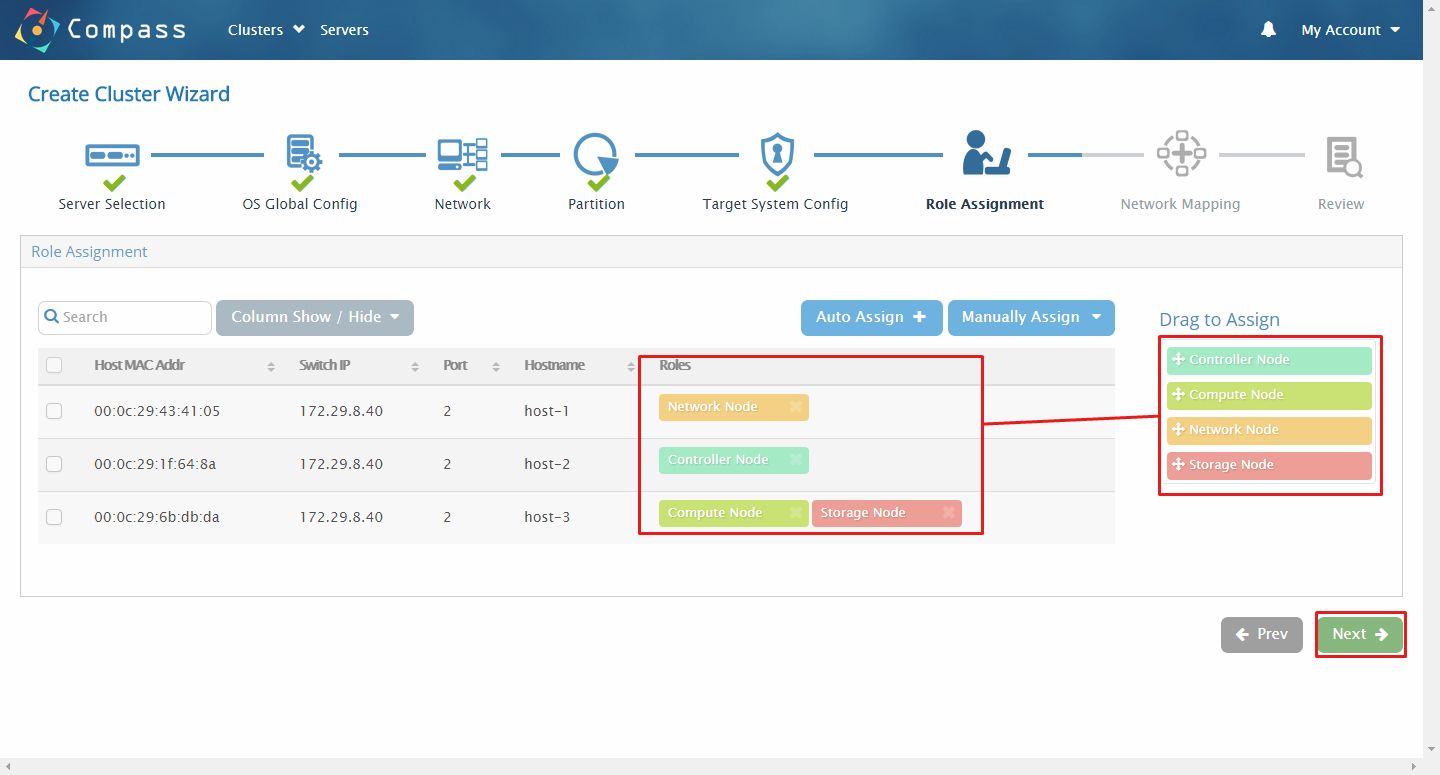 Compass Clusters Servers My Account
Create Cluster Wizard
Server Selection OS Global Config Network Partition Target System Config Role Assignment Network Mapping Review
Role Assignment
Search Column Show / Hide Auto Assign Manually Assign Drag to Assign
Host MAC Addr Switch IP Port Hostname Roles
00:0c:29:43:41:05 172.29.8.40 2 host-1 Network Node
00:0c:29:1f:64:8a 172.29.8.40 2 host-2 Controller Node
00:0c:29:6b:db:da 172.29.8.40 2 host-3 Compute Node Storage Node
Controller Node
Compute Node
Network Node
Storage Node
Prev Next